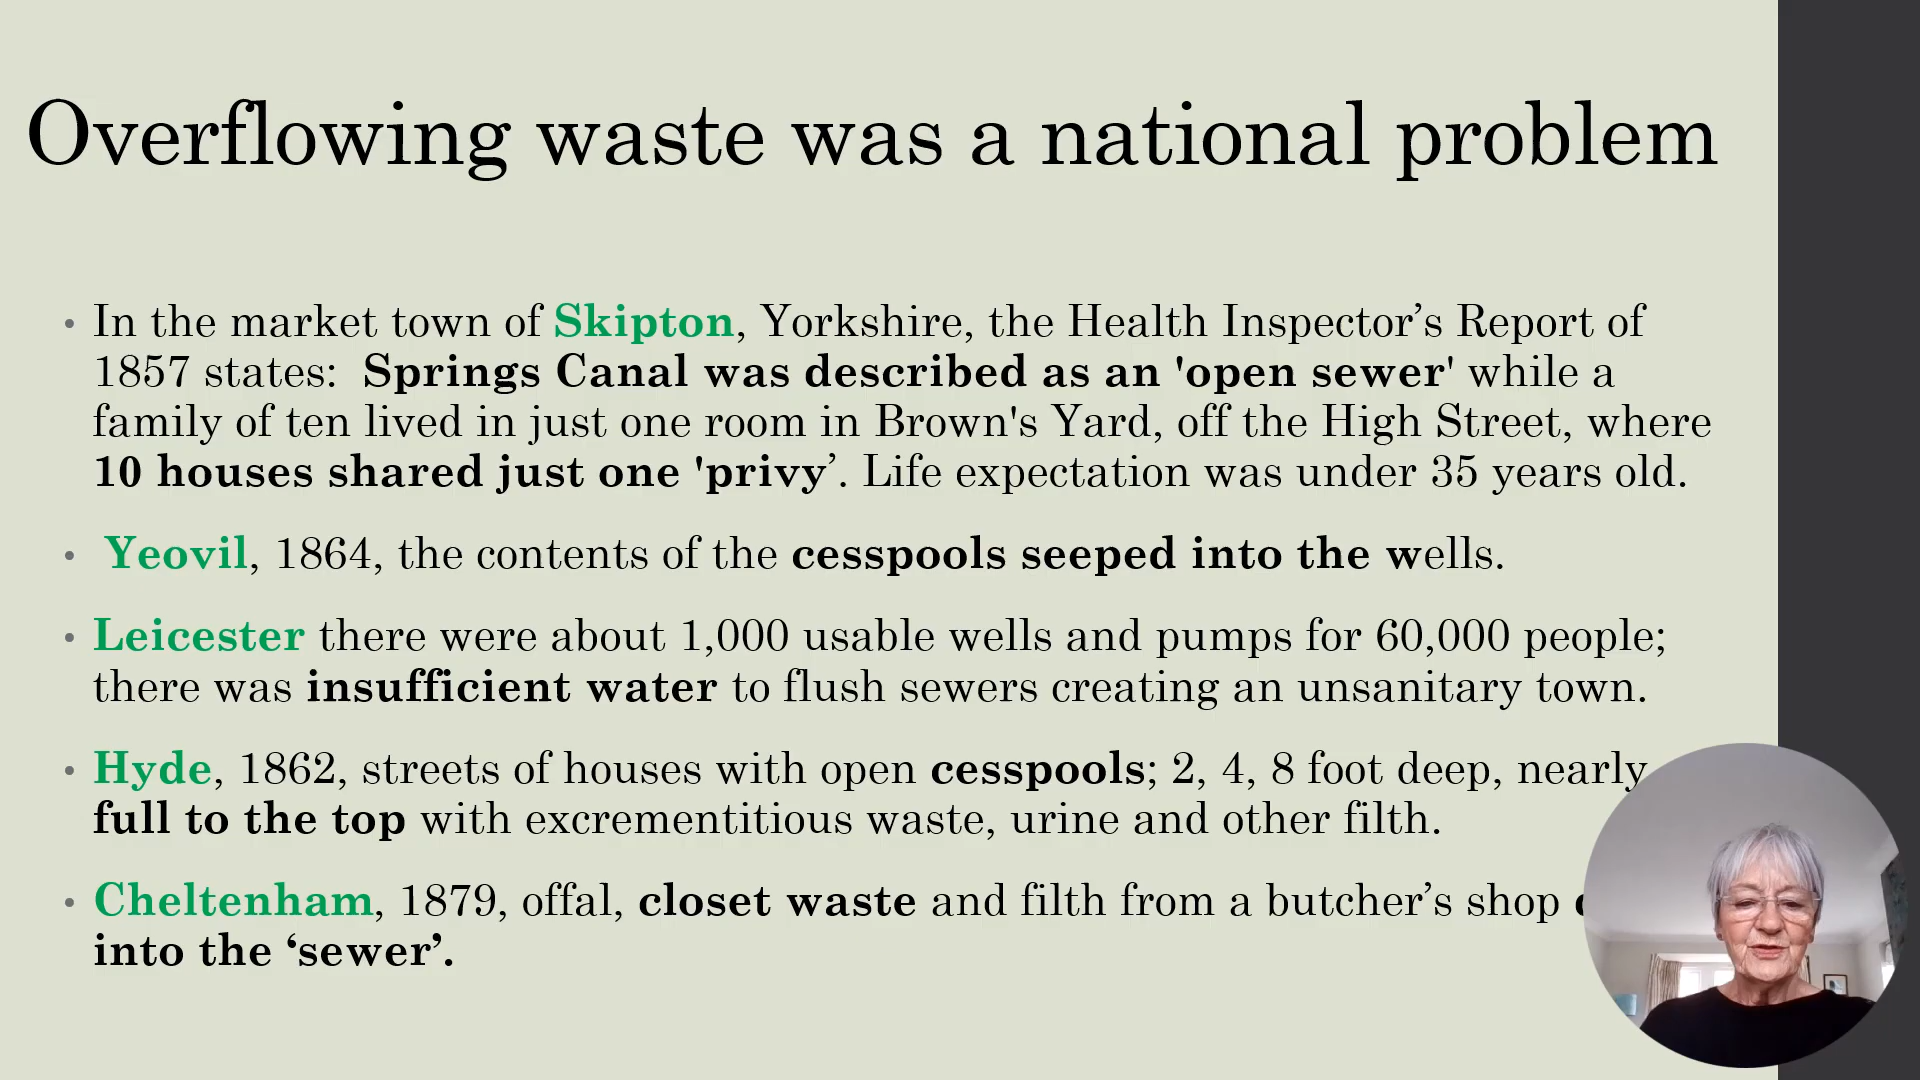 Overflowing waste was a national problem
• In the market town of Skipton, Yorkshire, the Health Inspector’s Report of
1857 states:  Springs Canal was described as an 'open sewer' while a
family of ten lived in just one room in Brown's Yard, off the High Street, where
10 houses shared just one 'privy’. Life expectation was under 35 years old.
• Yeovil, 1864, the contents of the cesspools seeped into the wells.
• Leicester there were about 1,000 usable wells and pumps for 60,000 people;
there was insufficient water to flush sewers creating an unsanitary town.
• Hyde, 1862, streets of houses with open cesspools; 2, 4, 8 foot deep, nearly
full to the top with excrementitious waste, urine and other filth.
• Cheltenham, 1879, offal, closet waste and filth from a butcher’s shop
into the ‘sewer’.